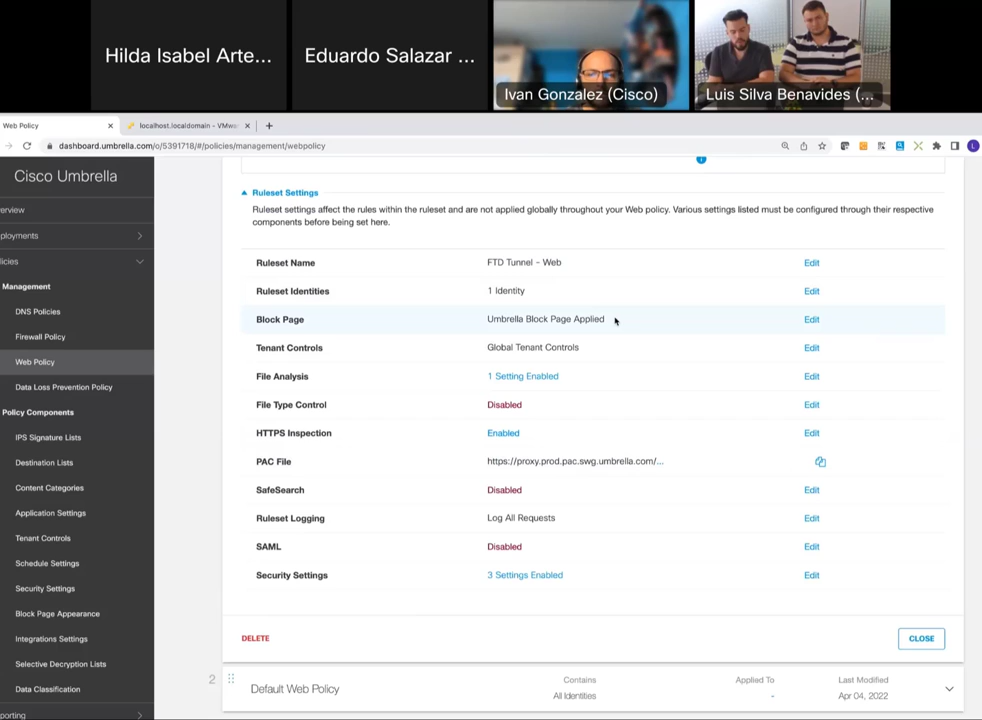 Hilda Isabel Arte...
Eduardo Salazar ...
Ivan Gonzalez (Cisco)
Luis Silva Benavides (...
Web Policy
localhost.localdomain - VMw
dashboard.umbrella.com/o/5391718/#/policies/management/webpolicy
L
Cisco Umbrella
erview
ployments
licies
Management
DNS Policies
Firewall Policy
Web Policy
Data Loss Prevention Policy
Policy Components
IPS Signature Lists
Destination Lists
Content Categories
Application Settings
Tenant Controls
Schedule Settings
Security Settings
Block Page Appearance
Integrations Settings
Selective Decryption Lists
Data Classification
porting
Ruleset Settings
Ruleset settings affect the rules within the ruleset and are not applied globally throughout your Web policy. Various settings listed must be configured through their respective
components before being set here.
Ruleset Name FTD Tunnel - Web Edit
Ruleset Identities 1 Identity Edit
Block Page Umbrella Block Page Applied Edit
Tenant Controls Global Tenant Controls Edit
File Analysis 1 Setting Enabled Edit
File Type Control Disabled Edit
HTTPS Inspection Enabled Edit
PAC File https://proxy.prod.pac.swg.umbrella.com/...
SafeSearch Disabled Edit
Ruleset Logging Log All Requests Edit
SAML Disabled Edit
Security Settings 3 Settings Enabled Edit
DELETE CLOSE
2 Default Web Policy
Contains
All Identities
Applied To
-
Last Modified
Apr 04, 2022